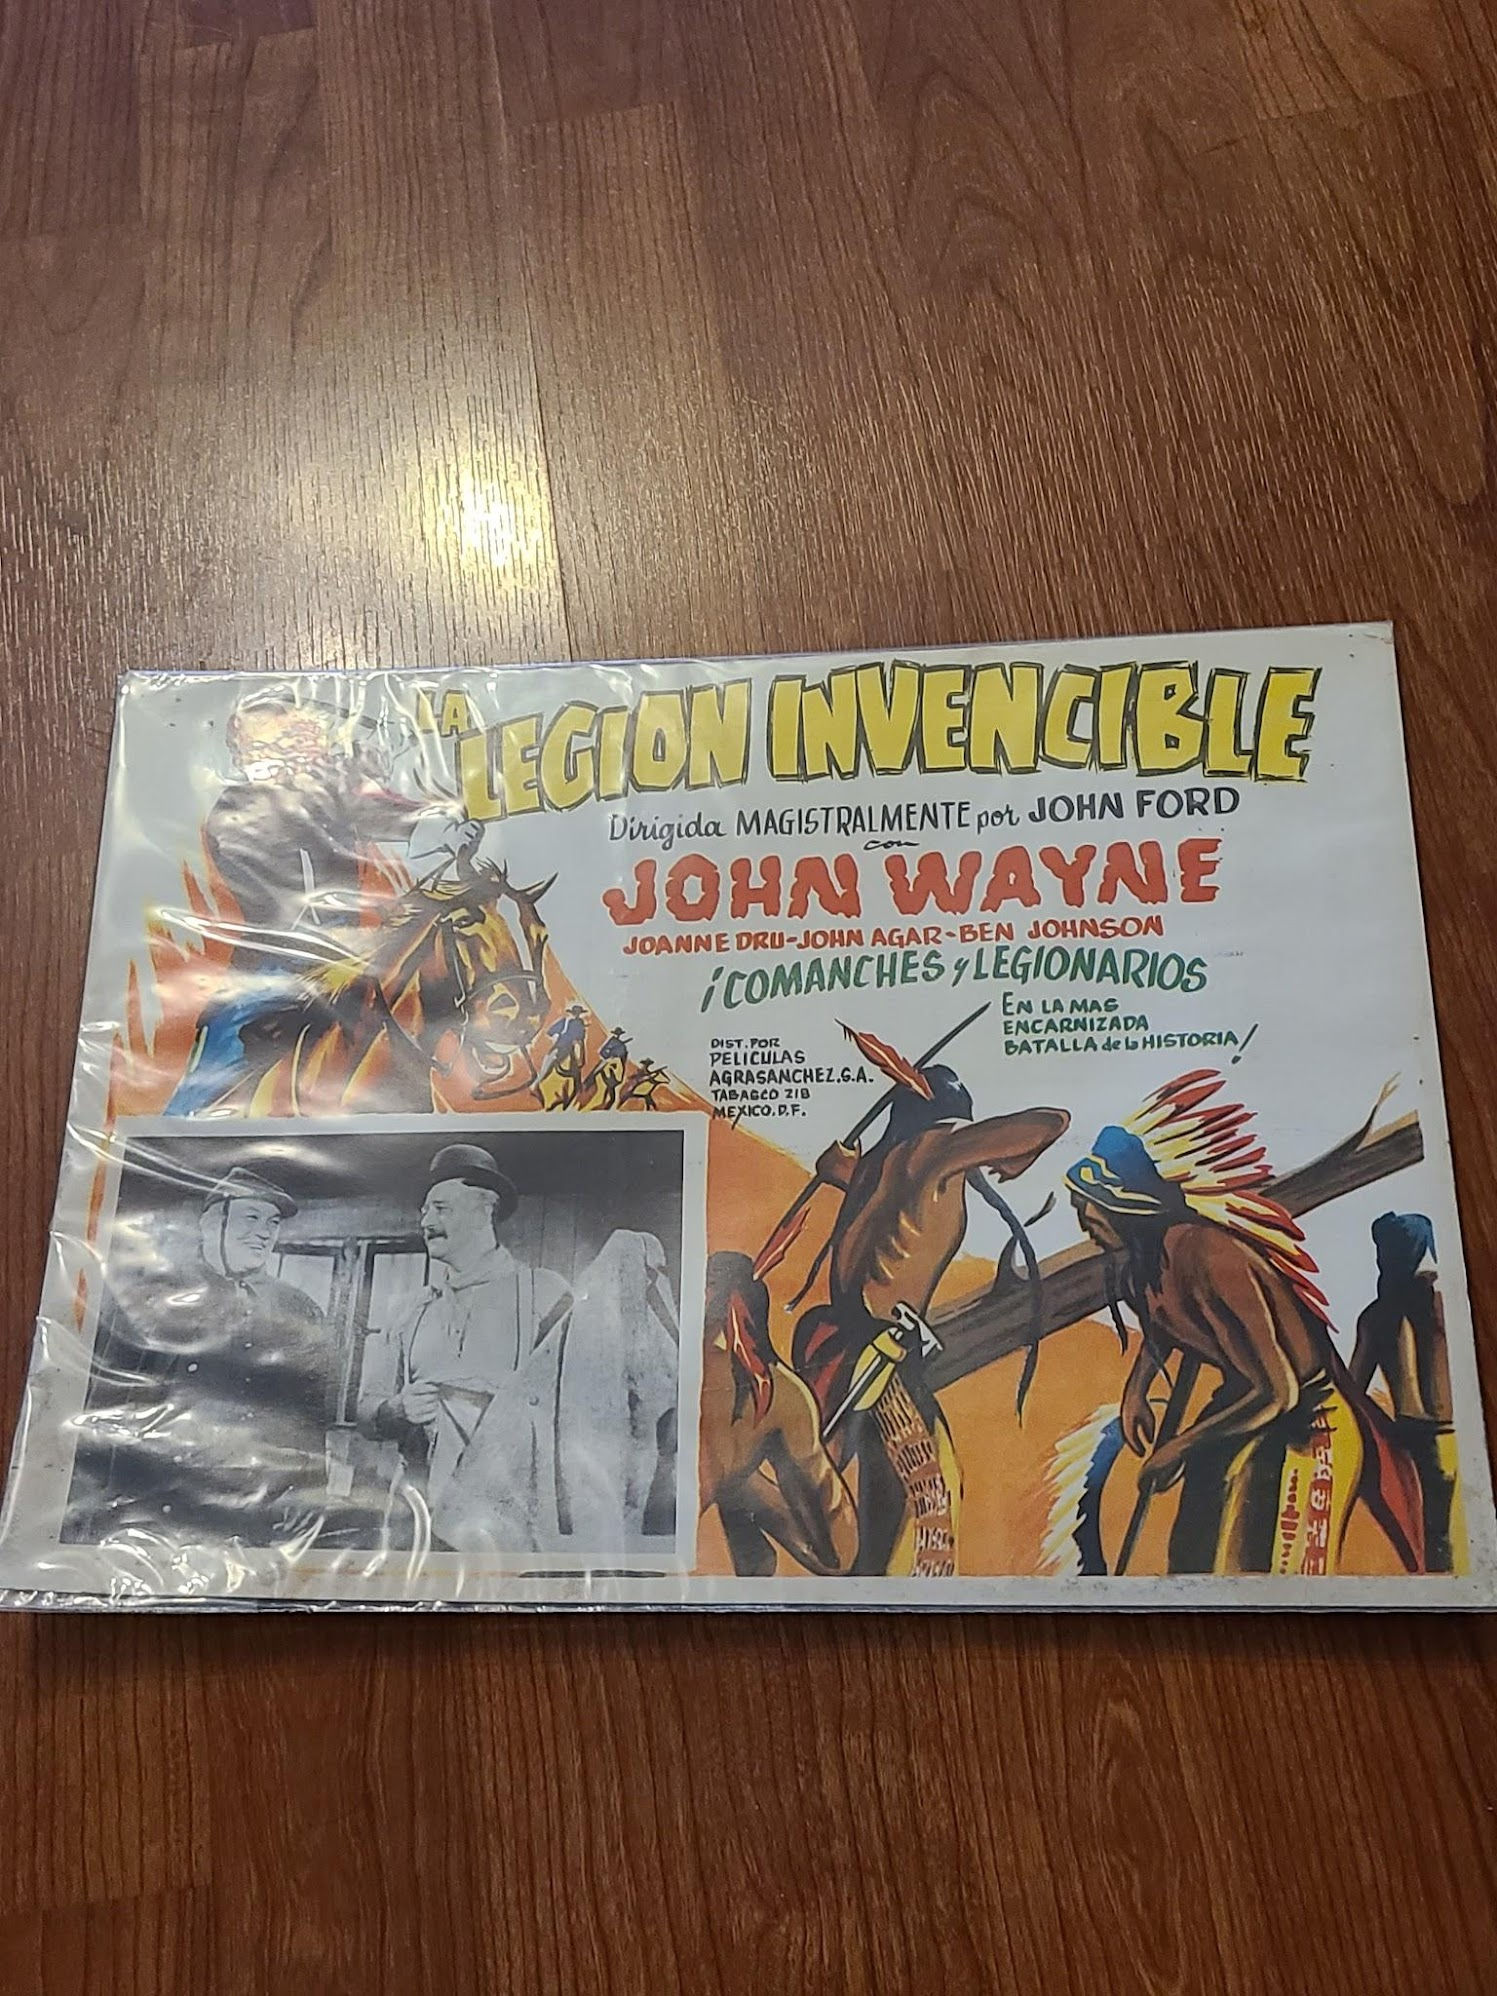 LA
LEGION INVENCIBLE
Dirigida MAGISTRALMENTE por JOHN FORD
con
JOHN WAYNE
JOANNE DRU-JOHN AGAR-BEN JOHNSON
¡COMANCHES y LEGIONARIOS
EN LA MAS
ENCARNIZADA
BATALLA de la HISTORIA!
DIST. POR
PELICULAS
AGRASANCHEZ.S.A.
TABASCO 218
MEXICO, D.F.